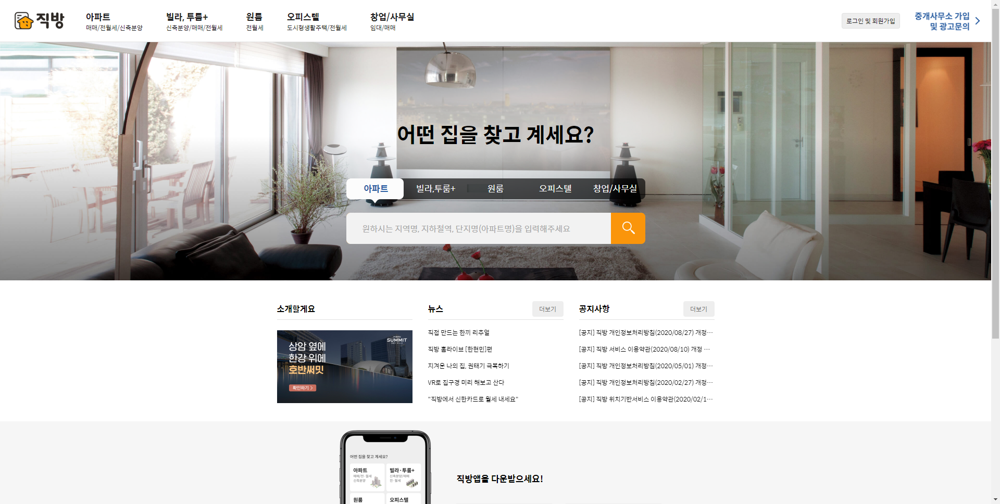 직방
아파트
매매/전월세/신축분양
빌라, 투룸+
신축분양/매매/전월세
원룸
전월세
오피스텔
도시형생활주택/전월세
창업/사무실
임대/매매
로그인 및 회원가입
중개사무소 가입
및 광고문의
어떤 집을 찾고 계세요?
아파트 빌라,투룸+ 원룸 오피스텔 창업/사무실
원하시는 지역명, 지하철역, 단지명(아파트명)을 입력해주세요
소개할게요
상암 옆에
한강 위에
호반써밋
확인하기 >
SUMMIT
뉴스
더보기
직접 만드는 한끼 리추얼
직방 홈라이브 [한현민]편
지겨운 나의 집, 권태기 극복하기
VR로 집구경 미리 해보고 산다
"직방에서 신한카드로 월세 내세요"
공지사항
더보기
[공지] 직방 개인정보처리방침(2020/08/27) 개정…
[공지] 직방 서비스 이용약관(2020/08/10) 개정 …
[공지] 직방 개인정보처리방침(2020/05/01) 개정…
[공지] 직방 개인정보처리방침(2020/02/27) 개정…
[공지] 직방 위치기반서비스 이용약관(2020/02/1…
어떤 집을 찾고 계세요?
아파트
매매/전·월세
신축분양
빌라·투룸+
신축분양/매매
전·월세
원룸
오피스텔
직방앱을 다운받으세요!